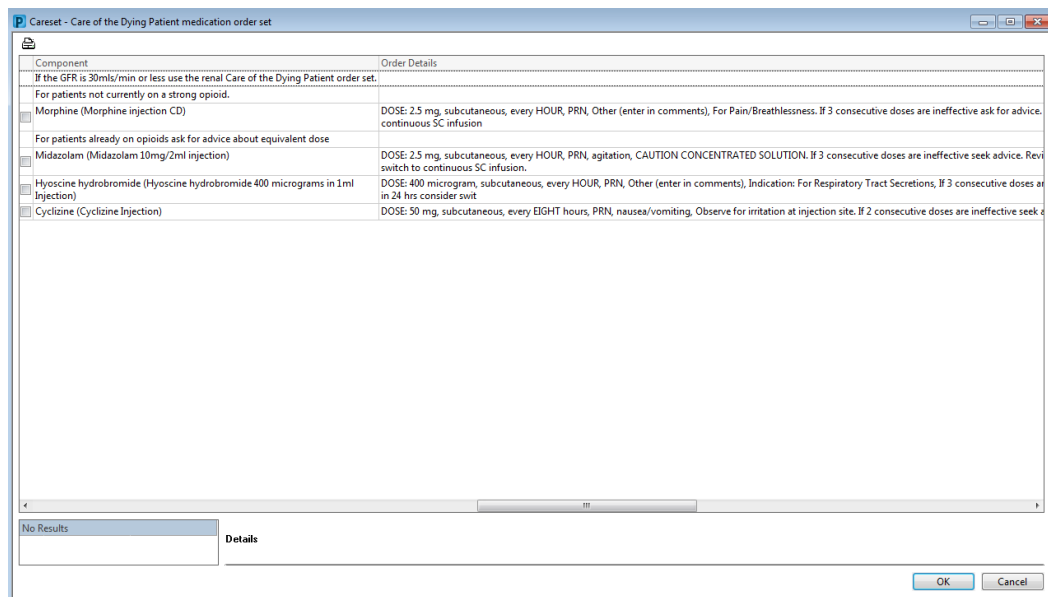 Careset - Care of the Dying Patient medication order set
Component Order Details
If the GFR is 30mls/min or less use the renal Care of the Dying Patient order set.
For patients not currently on a strong opioid.
Morphine (Morphine injection CD) DOSE: 2.5 mg, subcutaneous, every HOUR, PRN, Other (enter in comments), For Pain/Breathlessness. If 3 consecutive doses are ineffective ask for advice.
continuous SC infusion
For patients already on opioids ask for advice about equivalent dose
Midazolam (Midazolam 10mg/2ml injection) DOSE: 2.5 mg, subcutaneous, every HOUR, PRN, agitation, CAUTION CONCENTRATED SOLUTION. If 3 consecutive doses are ineffective seek advice. Revi
switch to continuous SC infusion.
Hyoscine hydrobromide (Hyoscine hydrobromide 400 micrograms in 1ml DOSE: 400 microgram, subcutaneous, every HOUR, PRN, Other (enter in comments), Indication: For Respiratory Tract Secretions, If 3 consecutive doses ar
Injection) in 24 hrs consider swit
Cyclizine (Cyclizine Injection) DOSE: 50 mg, subcutaneous, every EIGHT hours, PRN, nausea/vomiting, Observe for irritation at injection site. If 2 consecutive doses are ineffective seek a
No Results
Details
OK Cancel